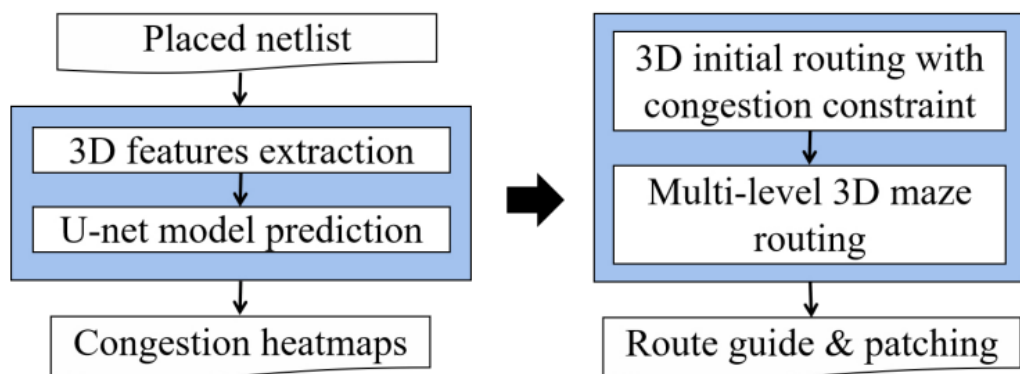 Placed netlist
3D features extraction
U-net model prediction
Congestion heatmaps
3D initial routing with
congestion constraint
Multi-level 3D maze
routing
Route guide & patching